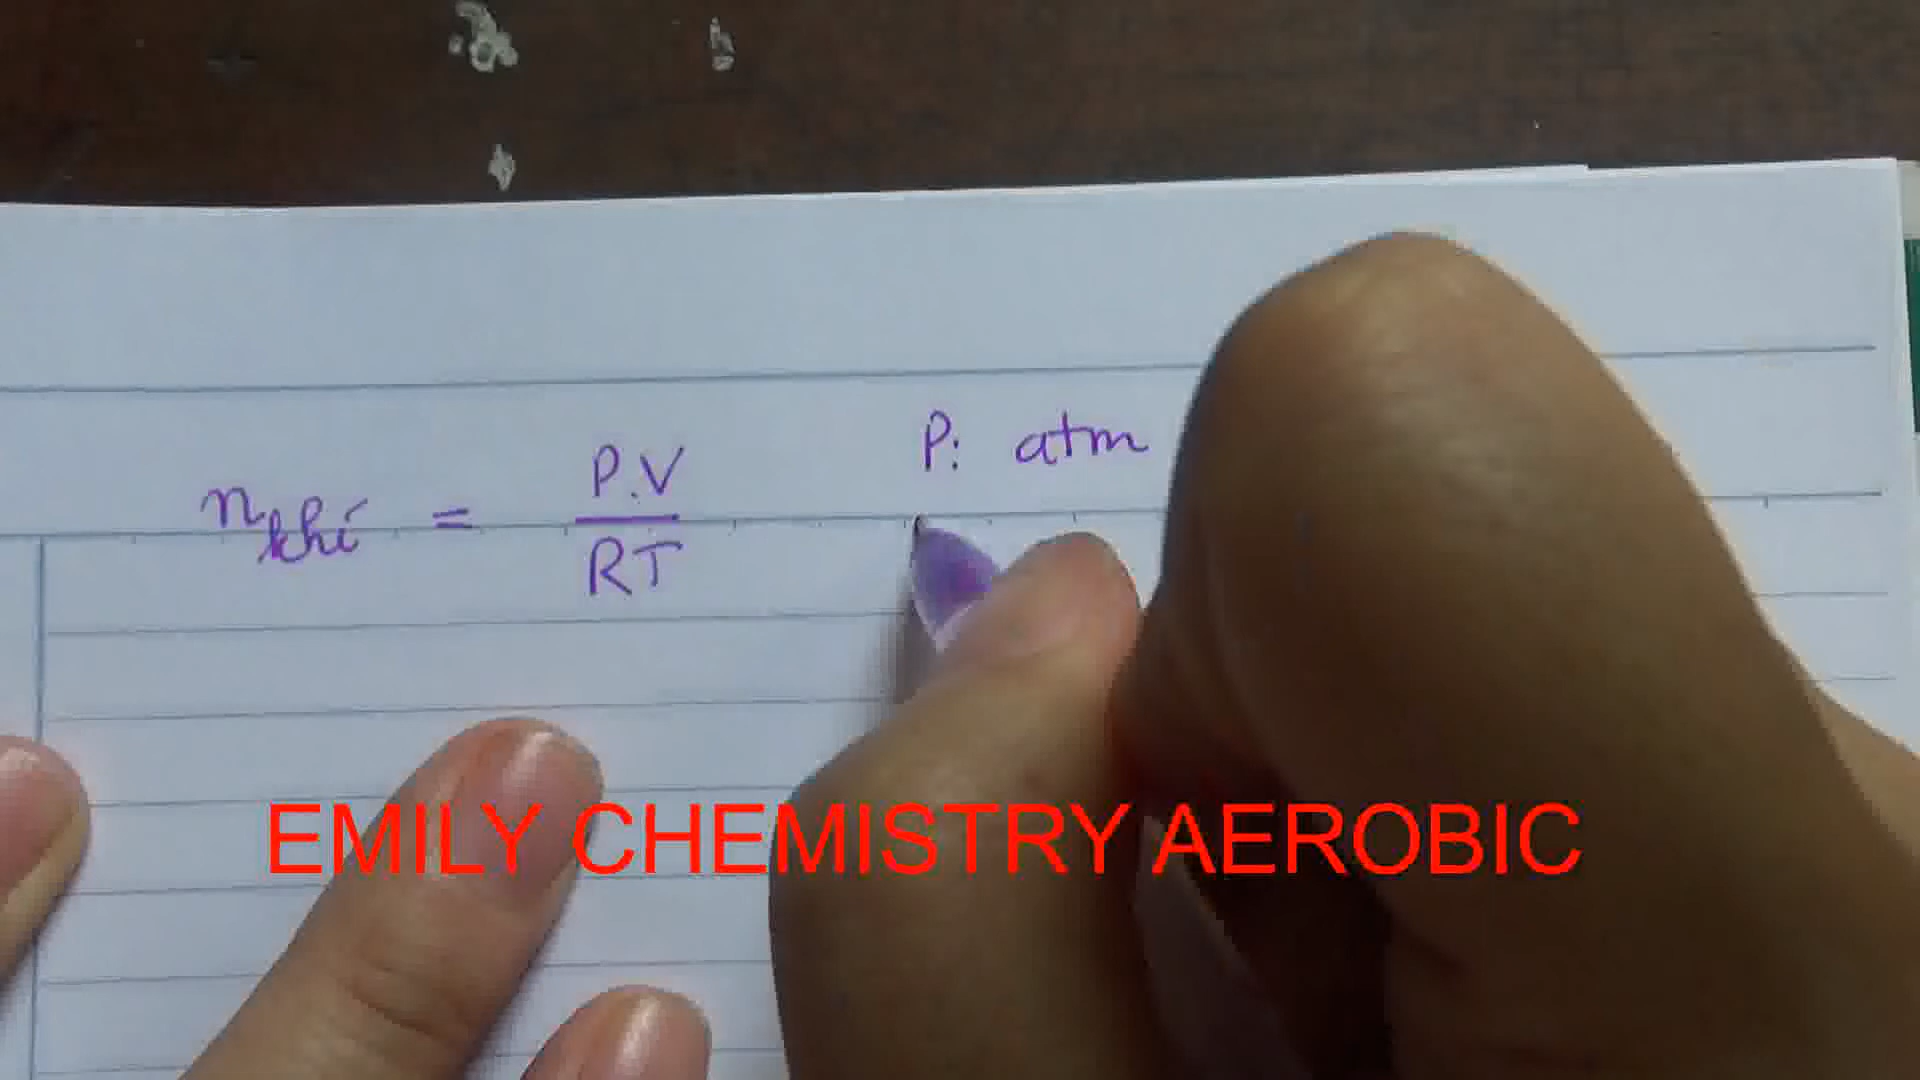 n khí = P.V / RT
P: atm
EMILY CHEMISTRY AEROBIC